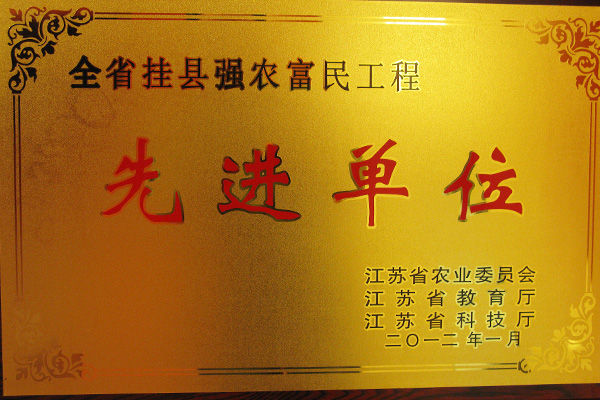 全省挂县强农富民工程
先进单位
江苏省农业委员会
江苏省教育厅
江苏省科技厅
二〇一二年一月